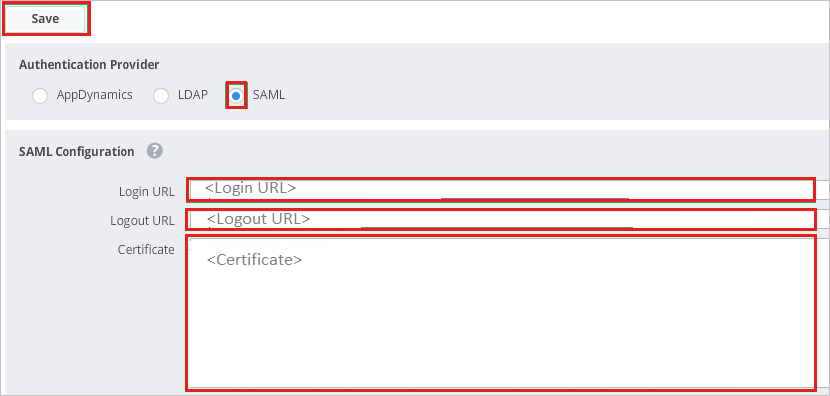 Save
Authentication Provider
AppDynamics LDAP SAML
SAML Configuration ?
Login URL <Login URL>
Logout URL <Logout URL>
Certificate
<Certificate>